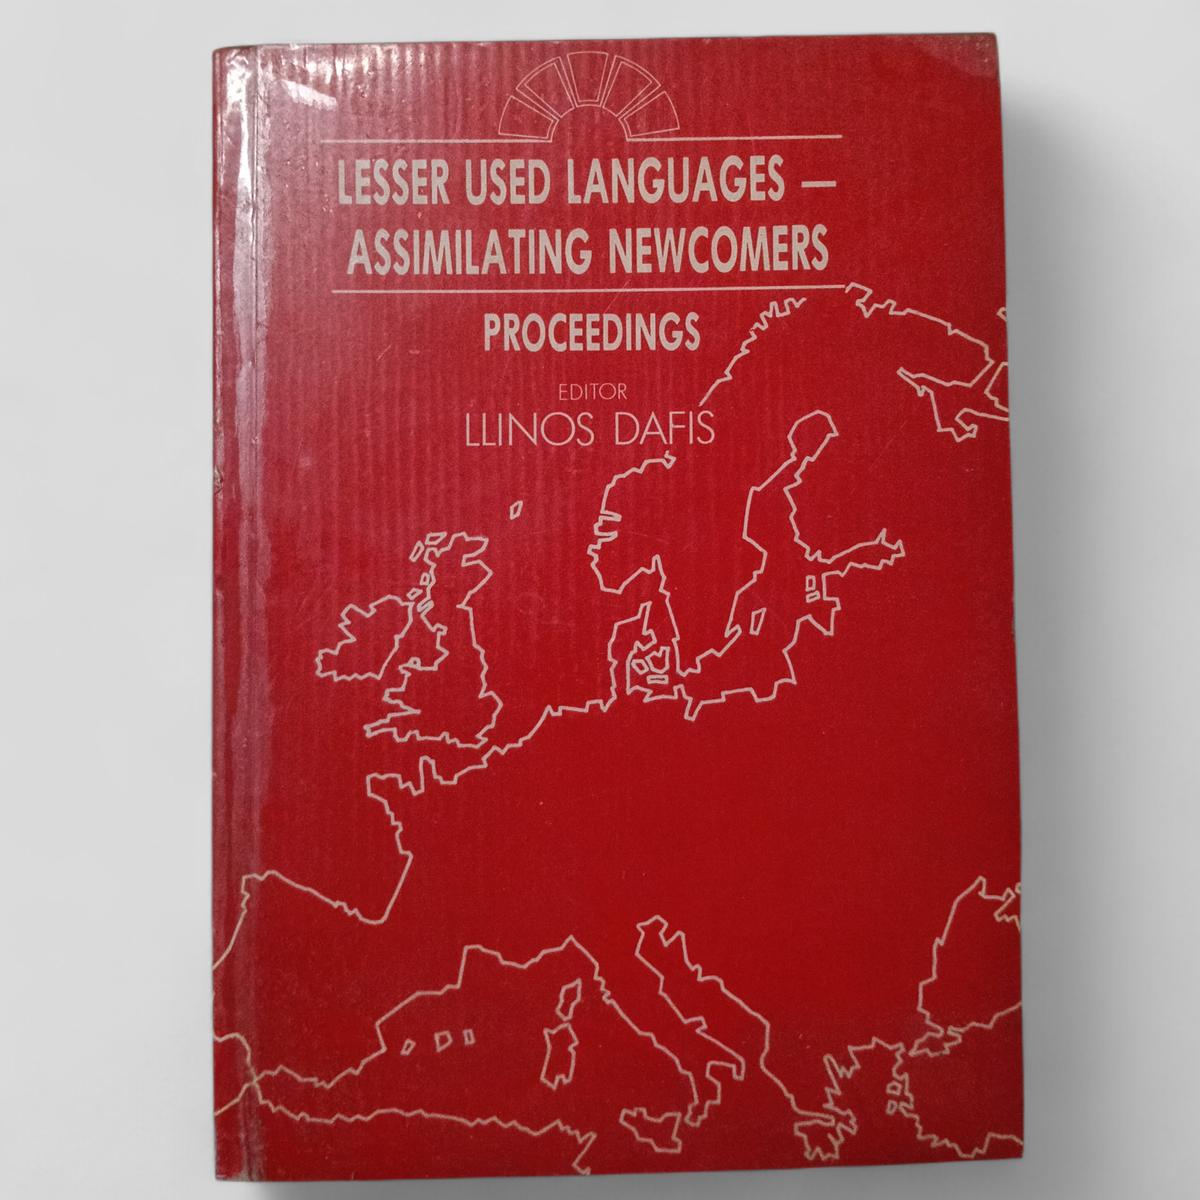 LESSER USED LANGUAGES —
ASSIMILATING NEWCOMERS
PROCEEDINGS
EDITOR
LLINOS DAFIS